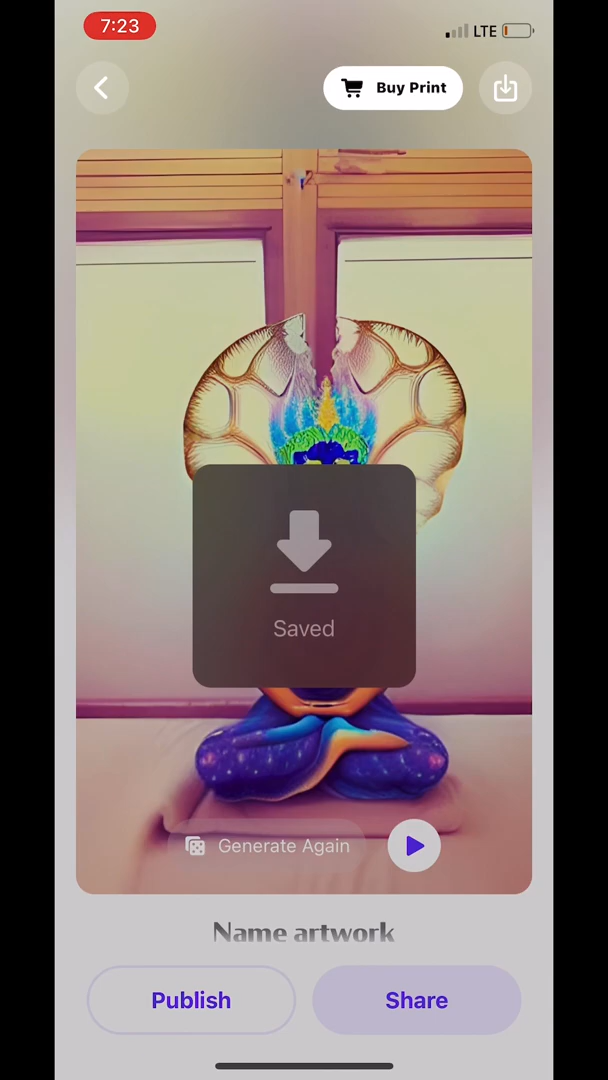 7:23
LTE
Buy Print
Saved
Generate Again
Name artwork
Publish
Share